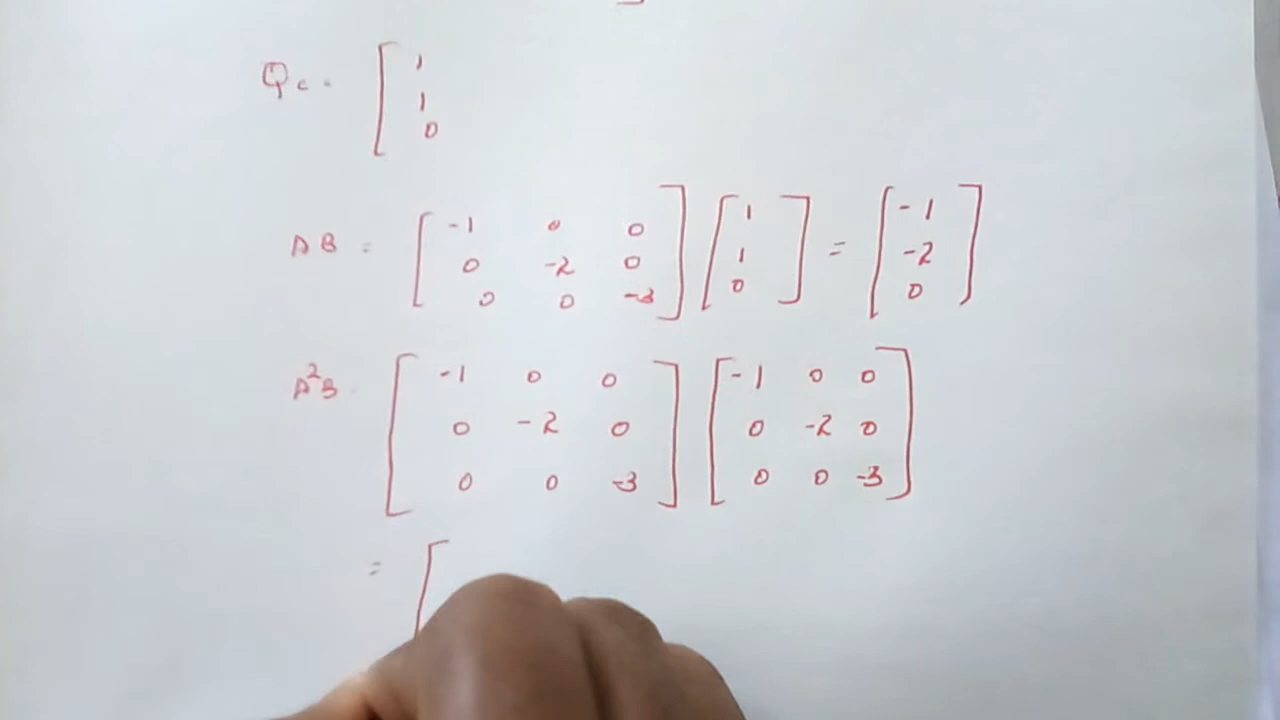 Qc = [ 1
1
0
AB = [ -1 0 0 ] [ 1 ] = [ -1 ]
0 -2 0 1 -2
0 0 -3 0 0
A²B = [ -1 0 0 ] [ -1 0 0 ]
0 -2 0 0 -2 0
0 0 -3 0 0 -3
= [